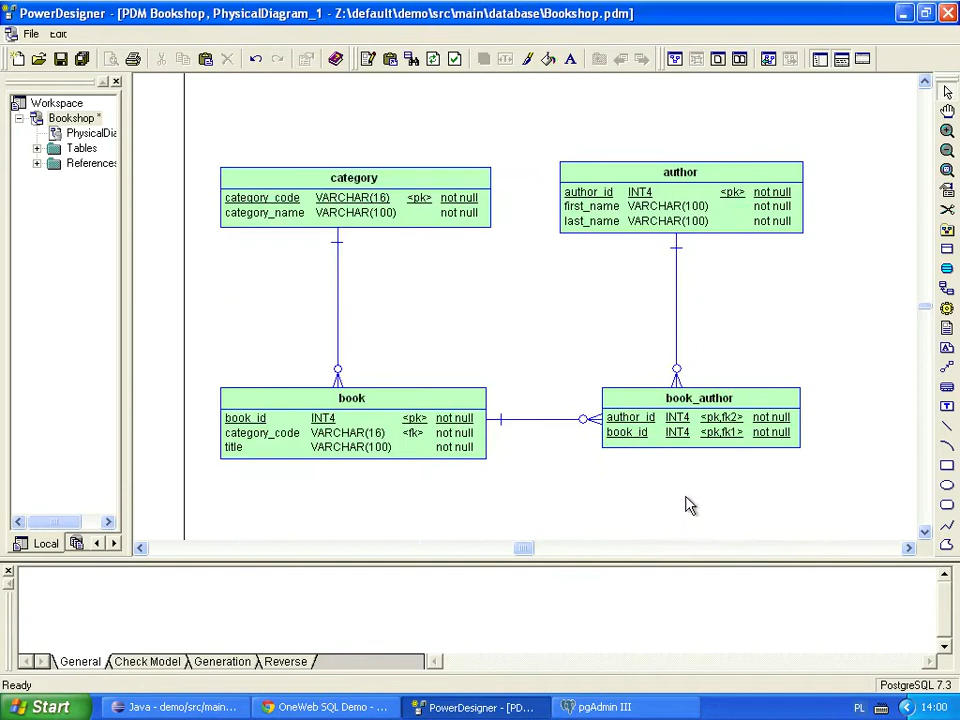 PowerDesigner - [PDM Bookshop, PhysicalDiagram_1 - Z:\default\demo\src\main\database\Bookshop.pdm]
File Edit
Workspace
Bookshop *
PhysicalDia
Tables
References
Local
category
category_code VARCHAR(16) <pk> not null
category_name VARCHAR(100) not null
author
author_id INT4 <pk> not null
first_name VARCHAR(100) not null
last_name VARCHAR(100) not null
book
book_id INT4 <pk> not null
category_code VARCHAR(16) <fk> not null
title VARCHAR(100) not null
book_author
author_id INT4 <pk,fk2> not null
book_id INT4 <pk,fk1> not null
General Check Model Generation Reverse
Ready PostgreSQL 7.3
Start Java - demo/src/main... OneWeb SQL Demo - ... PowerDesigner - [PD... pgAdmin III PL 14:00